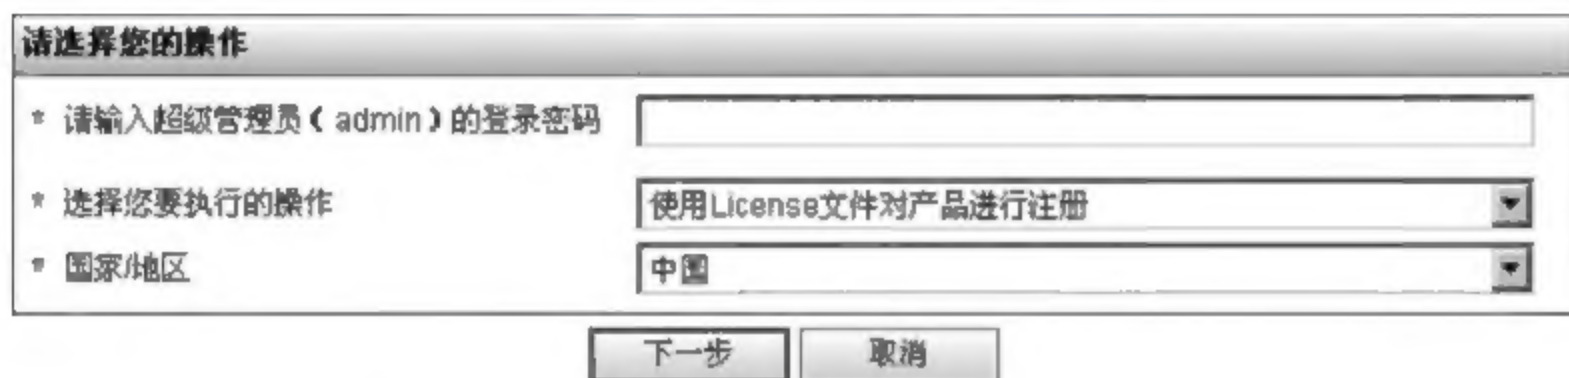 请选择您的操作
* 请输入超级管理员(admin)的登录密码
* 选择您要执行的操作 使用License文件对产品进行注册
* 国家/地区 中国
下一步 取消